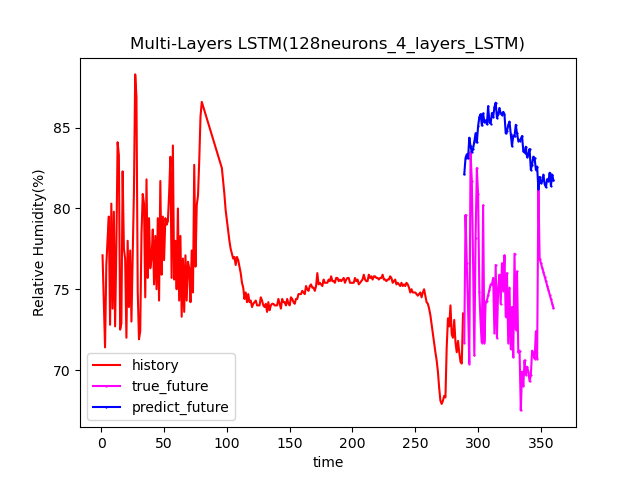 Multi-Layers LSTM(128neurons_4_layers_LSTM)
Relative Humidity(%)
85
80
75
70
history
true_future
predict_future
0 50 100 150 200 250 300 350
time